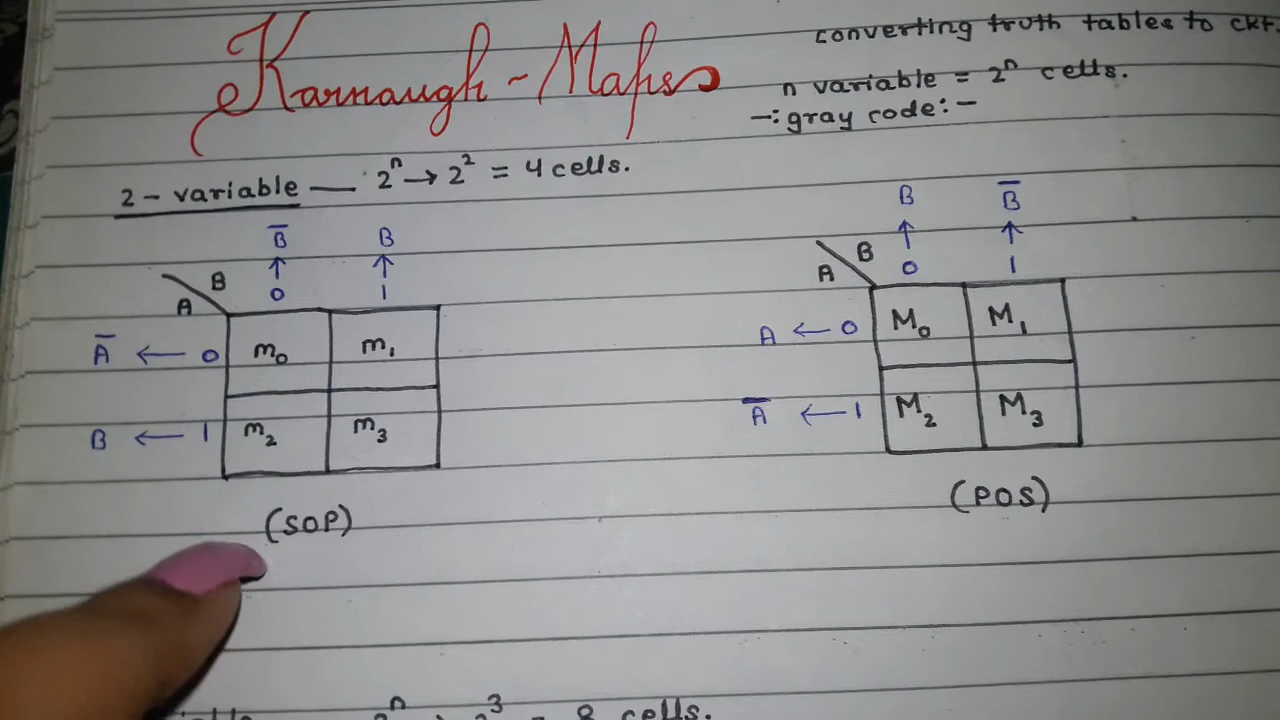 Karnaugh-Maps
converting truth tables to ckt.
n variable = 2ⁿ cells.
-: gray code:-
2 - variable — 2ⁿ → 2² = 4 cells.
B̅ B
↑ ↑
B 0 1
A
A̅ ← 0 m₀ m₁
B ← 1 m₂ m₃
(SOP)
B B̅
↑ ↑
B 0 1
A
A ← 0 M₀ M₁
A̅ ← 1 M₂ M₃
(POS)
2ⁿ 2³ = 8 cells.